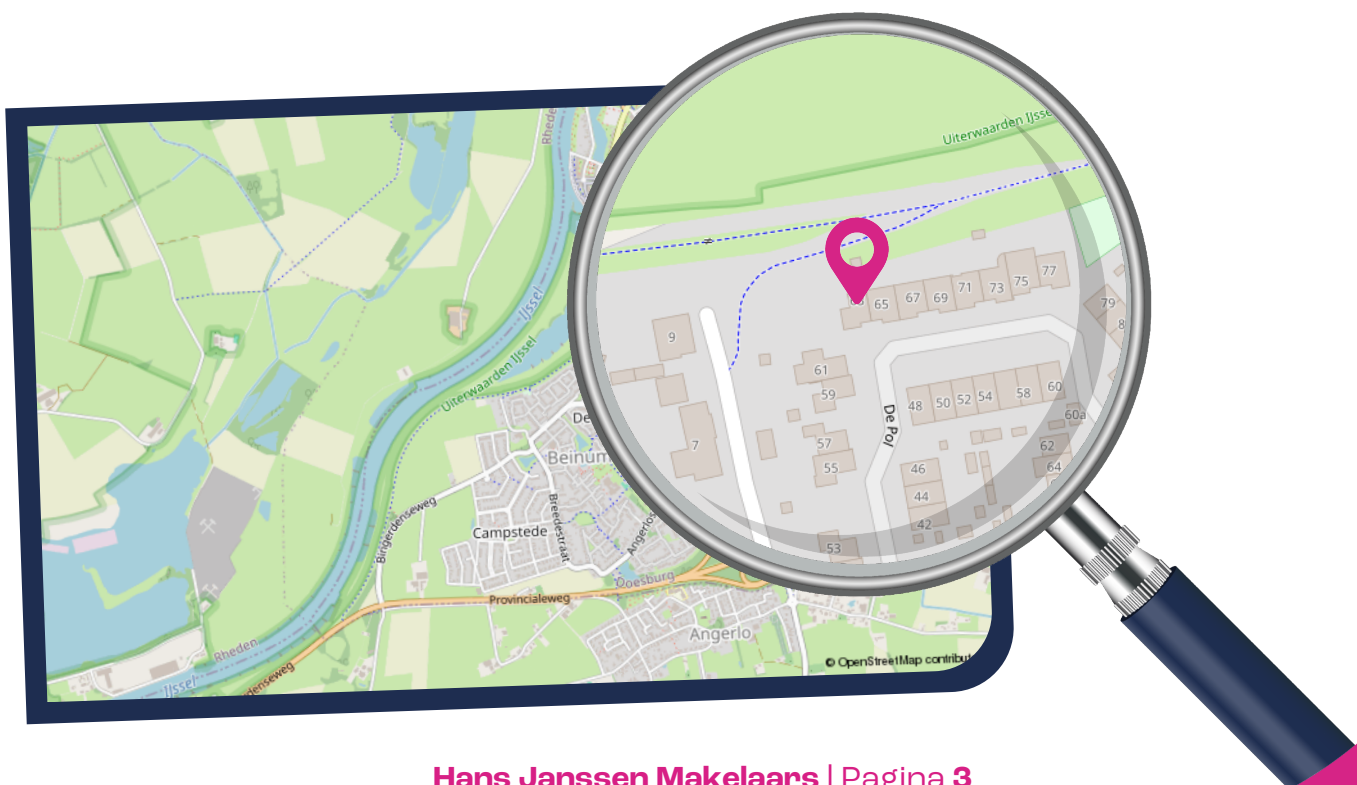 Rheden
IJssel
Uiterwaarden IJssel
Beinum
Campstede
Breedestraat
Bingerdenseweg
Provincialeweg
Doesburg
Angerlo
Rheden
IJssel
© OpenStreetMap
Uiterwaarden
9
7
65
67
69
71
73
75
77
79
61
59
57
55
53
De Pol
48
50
52
54
58
60
60a
62
64
46
44
42
Hans Janssen Makelaars | Pagina 3